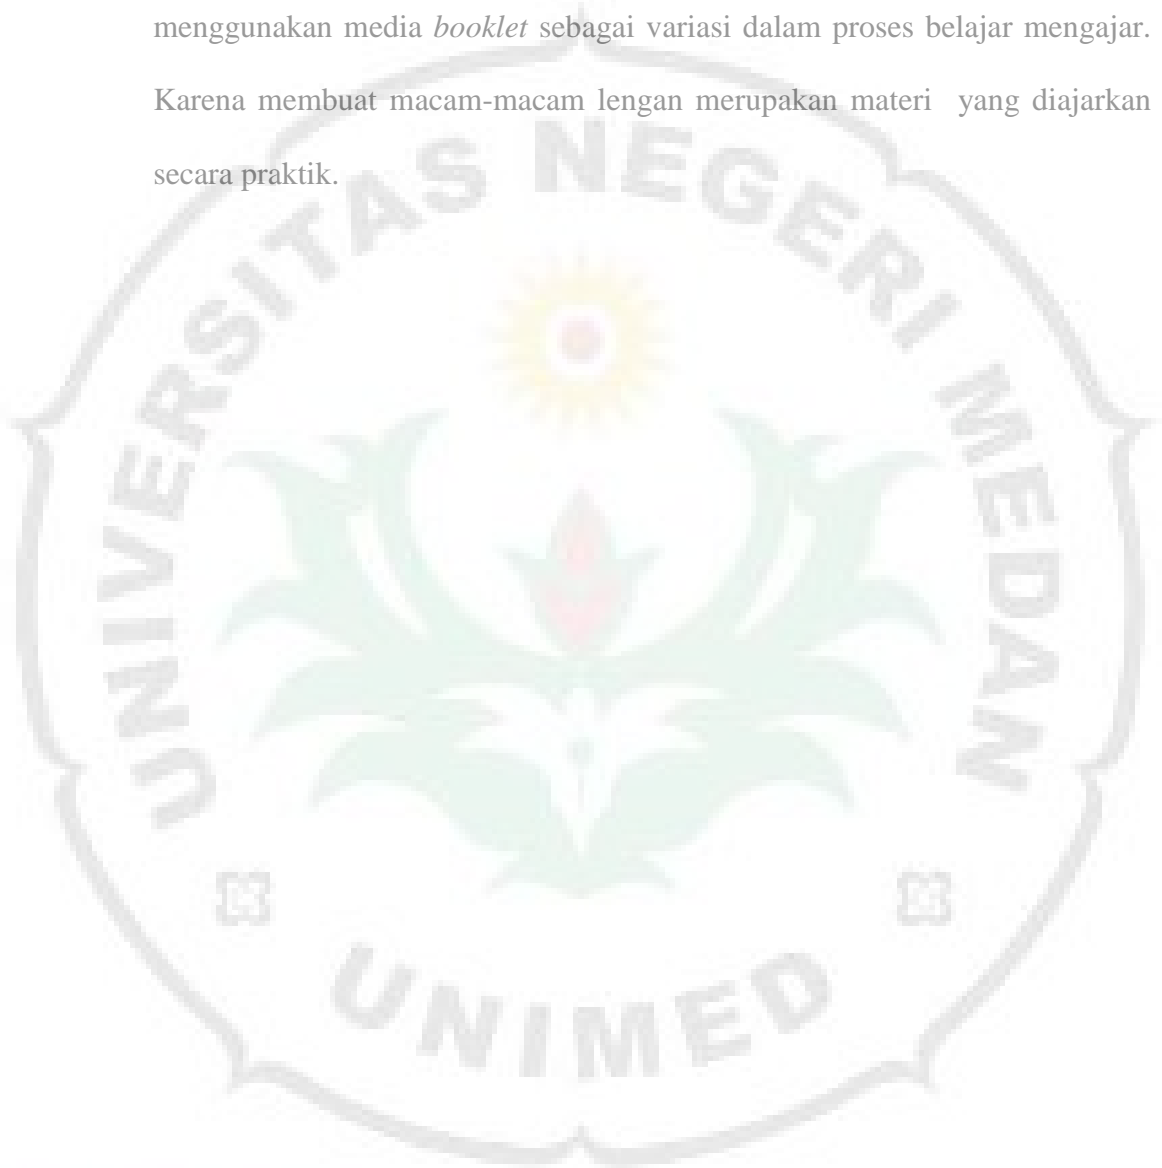 menggunakan media booklet sebagai variasi dalam proses belajar mengajar.
Karena membuat macam-macam lengan merupakan materi yang diajarkan
secara praktik.
UNIVERSITAS NEGERI MEDAN
UNIMED